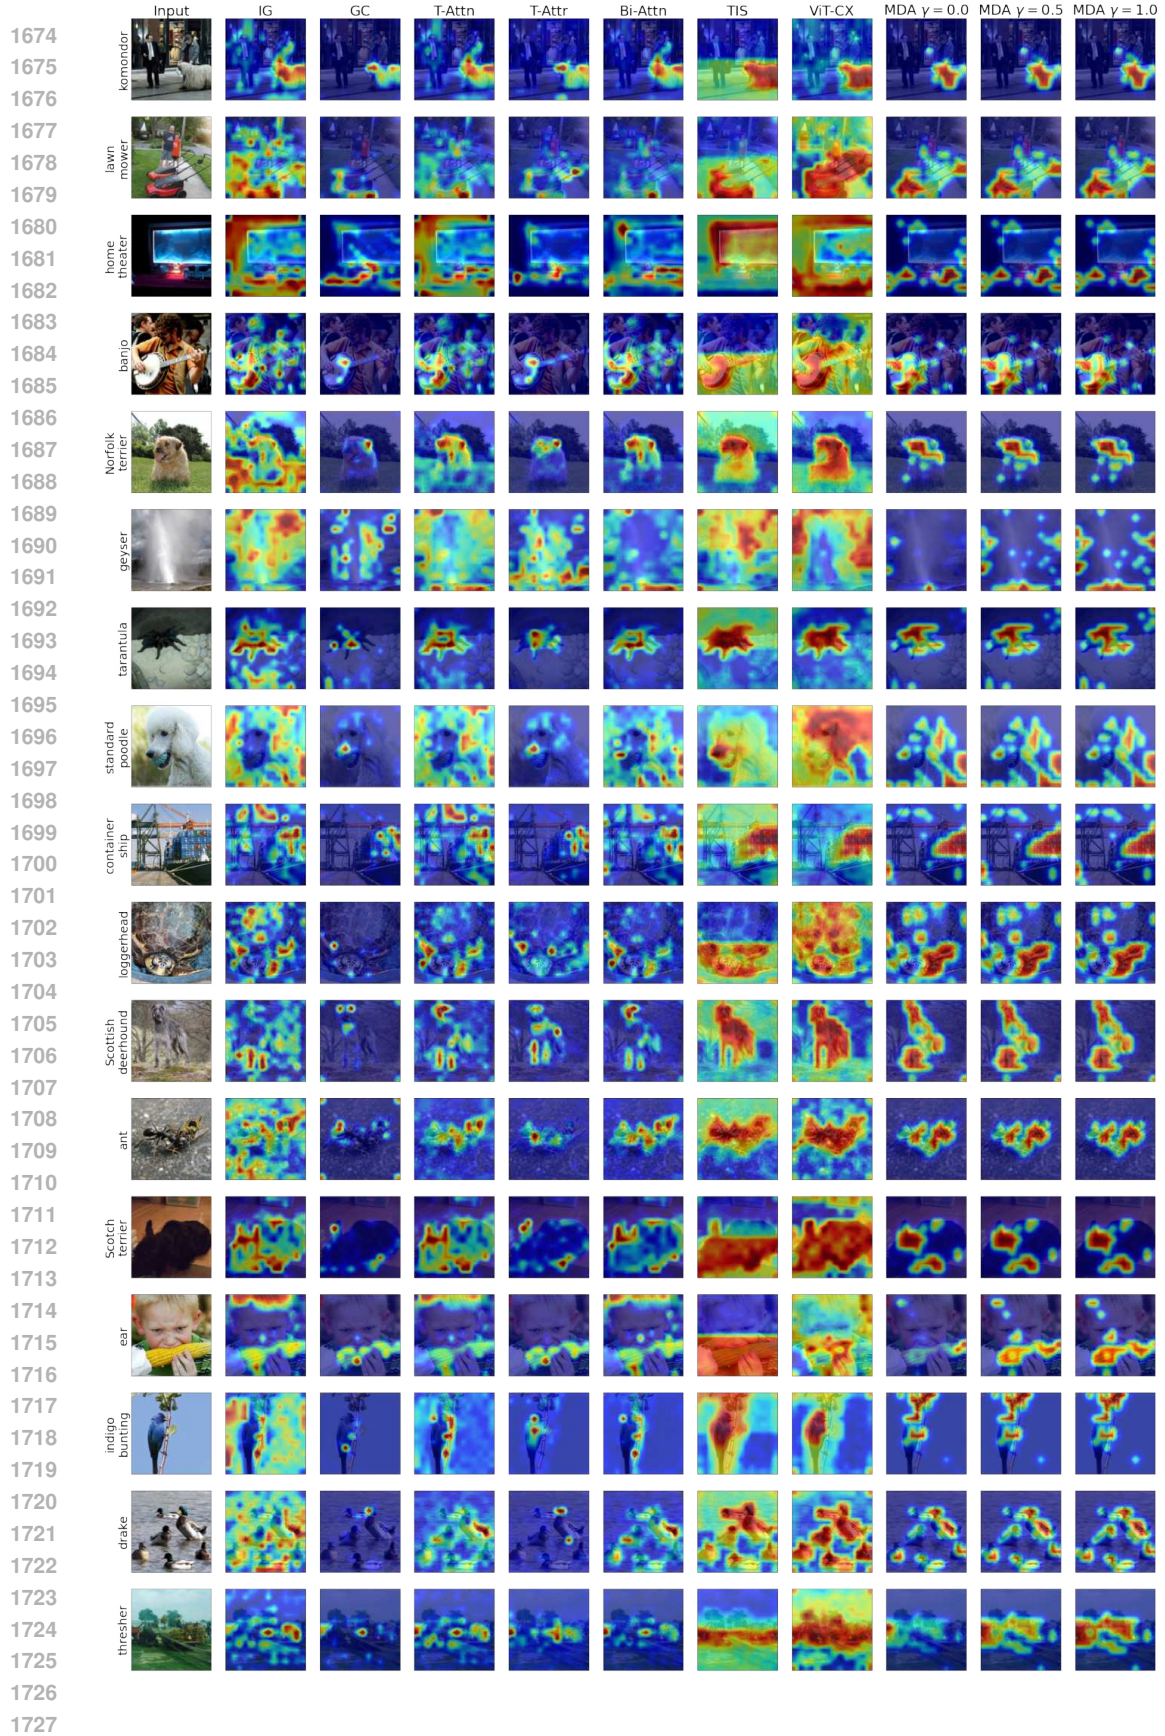 Input IG GC T-Attn T-Attr Bi-Attn TIS ViT-CX MDA γ = 0.0 MDA γ = 0.5 MDA γ = 1.0
1674
1675
1676
komondor
1677
1678
1679
lawn
mower
1680
1681
1682
home
theater
1683
1684
1685
banjo
1686
1687
1688
Norfolk
terrier
1689
1690
1691
geyser
1692
1693
1694
tarantula
1695
1696
1697
standard
poodle
1698
1699
1700
container
ship
1701
1702
1703
1704
loggerhead
1705
1706
1707
Scottish
deerhound
1708
1709
1710
ant
1711
1712
1713
Scotch
terrier
1714
1715
1716
ear
1717
1718
1719
indigo
bunting
1720
1721
1722
drake
1723
1724
1725
thresher
1726
1727